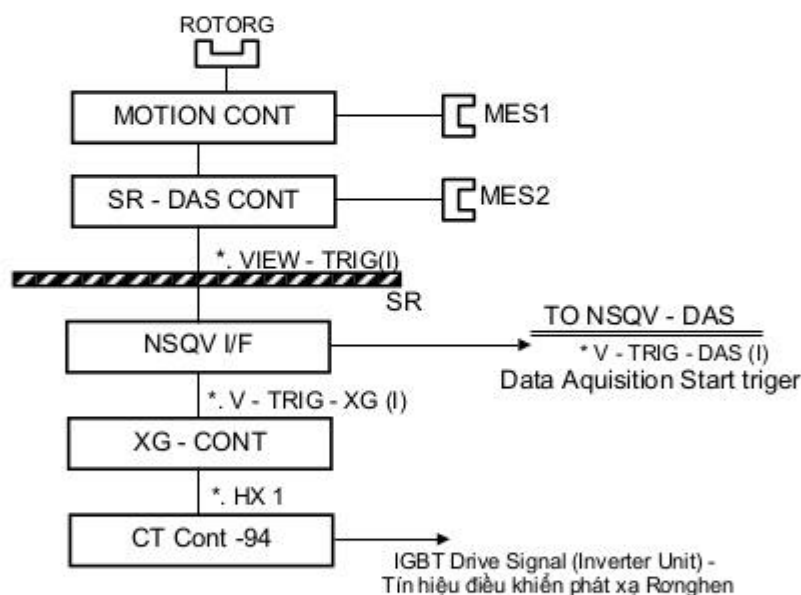 ROTORG
MOTION CONT
MES1
SR - DAS CONT
MES2
*. VIEW - TRIG(I)
SR
TO NSQV - DAS
NSQV I/F
* V - TRIG - DAS (I)
Data Aquisition Start triger
*. V - TRIG - XG (I)
XG - CONT
*. HX 1
CT Cont -94
IGBT Drive Signal (Inverter Unit) -
Tín hiệu điều khiển phát xạ Rơnghen